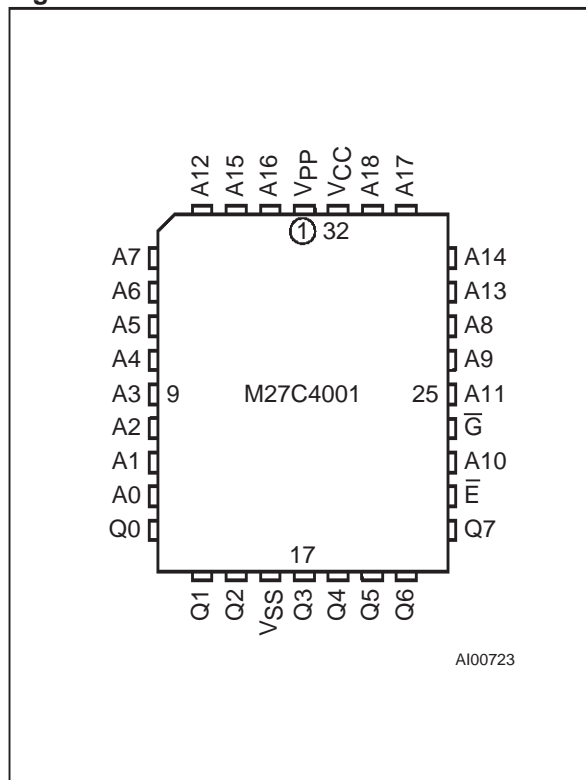 A12 A15 A16 VPP VCC A18 A17
1 32
A7 A14
A6 A13
A5 A8
A4 A9
A3 9 M27C4001 25 A11
A2 G̅
A1 A10
A0 E̅
Q0 Q7
17
Q1 Q2 VSS Q3 Q4 Q5 Q6
AI00723